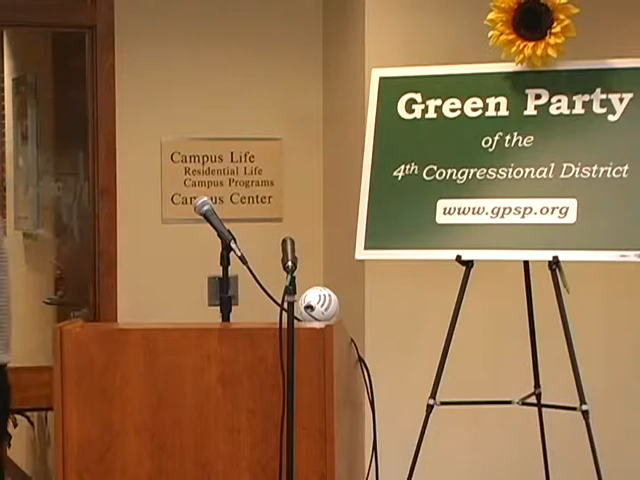 Campus Life
Residential Life
Campus Programs
Campus Center
Green Party
of the
4th Congressional District
www.gpsp.org